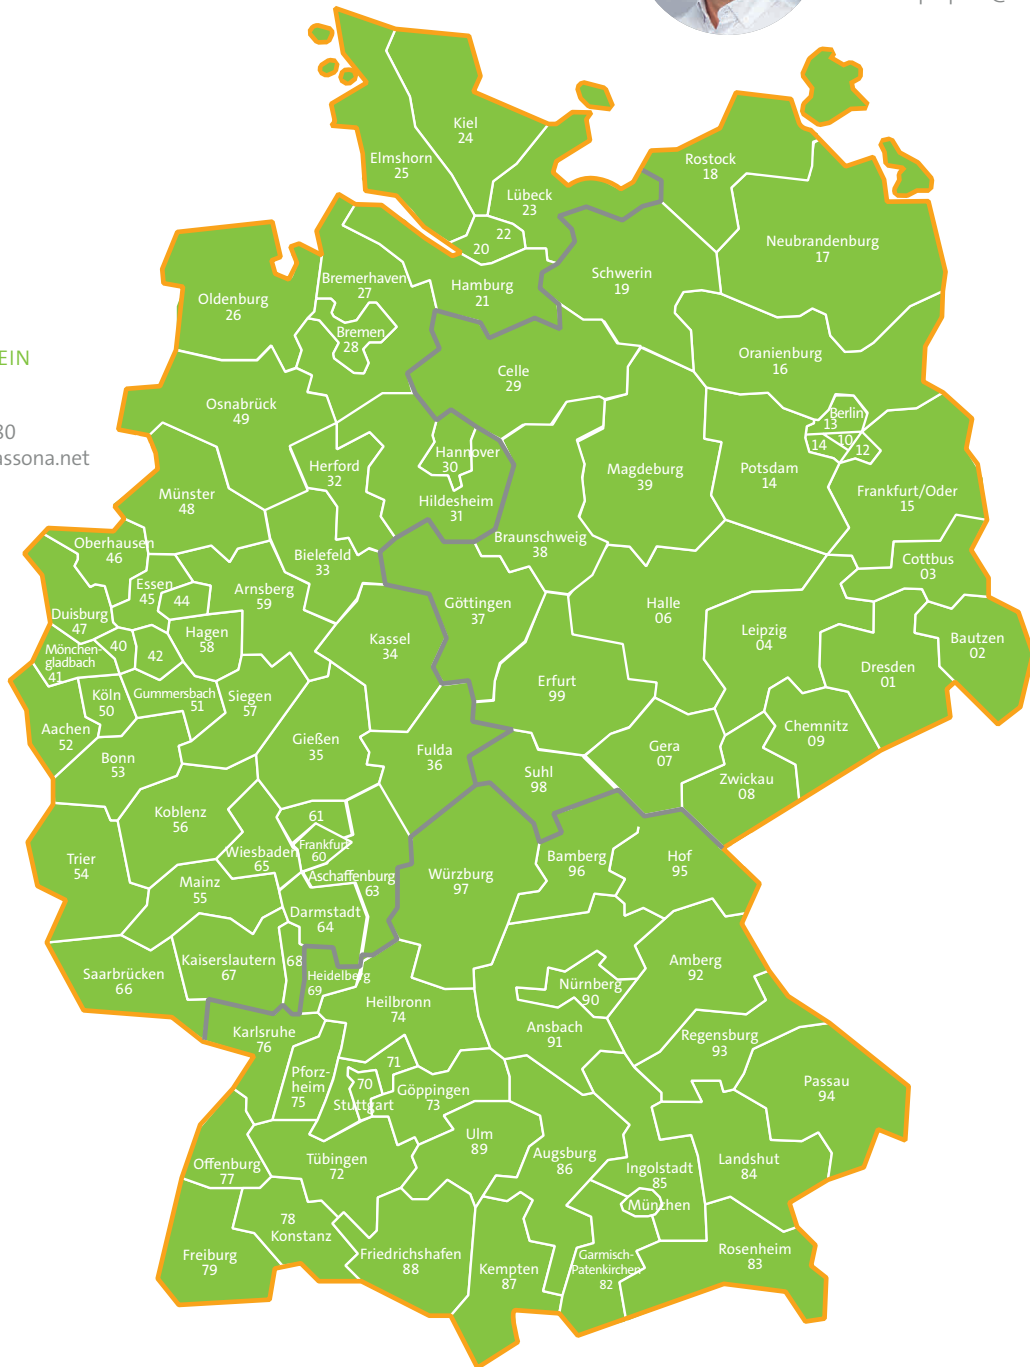 Kiel
24
Elmshorn
25
Rostock
18
Lübeck
23
22
20
Neubrandenburg
17
Schwerin
19
Bremerhaven
27
Hamburg
21
Oldenburg
26
Bremen
28
EIN
Oranienburg
16
Celle
29
Osnabrück
49
Berlin
13
10
14
12
30
assona.net
Hannover
30
Herford
32
Magdeburg
39
Potsdam
14
Münster
48
Hildesheim
31
Frankfurt/Oder
15
Oberhausen
46
Braunschweig
38
Bielefeld
33
Cottbus
03
Essen
45
44
Arnsberg
59
Göttingen
37
Halle
06
Duisburg
47
Leipzig
04
Hagen
58
Kassel
34
Bautzen
02
40
42
Mönchen-
gladbach
41
Dresden
01
Erfurt
99
Köln
50
Gummersbach
51
Siegen
57
Aachen
52
Chemnitz
09
Gießen
35
Gera
07
Fulda
36
Bonn
53
Suhl
98
Zwickau
08
Koblenz
56
61
Frankfurt
60
Wiesbaden
65
Bamberg
96
Hof
95
Trier
54
Aschaffenburg
63
Würzburg
97
Mainz
55
Darmstadt
64
Kaiserslautern
67
68
Amberg
92
Saarbrücken
66
Heidelberg
69
Nürnberg
90
Heilbronn
74
Karlsruhe
76
Ansbach
91
Regensburg
93
71
Pforz-
heim
75
70
Stuttgart
Göppingen
73
Passau
94
Ulm
89
Augsburg
86
Tübingen
72
Offenburg
77
Ingolstadt
85
Landshut
84
München
78
Konstanz
Freiburg
79
Friedrichshafen
88
Kempten
87
Garmisch-
Patenkirchen
82
Rosenheim
83